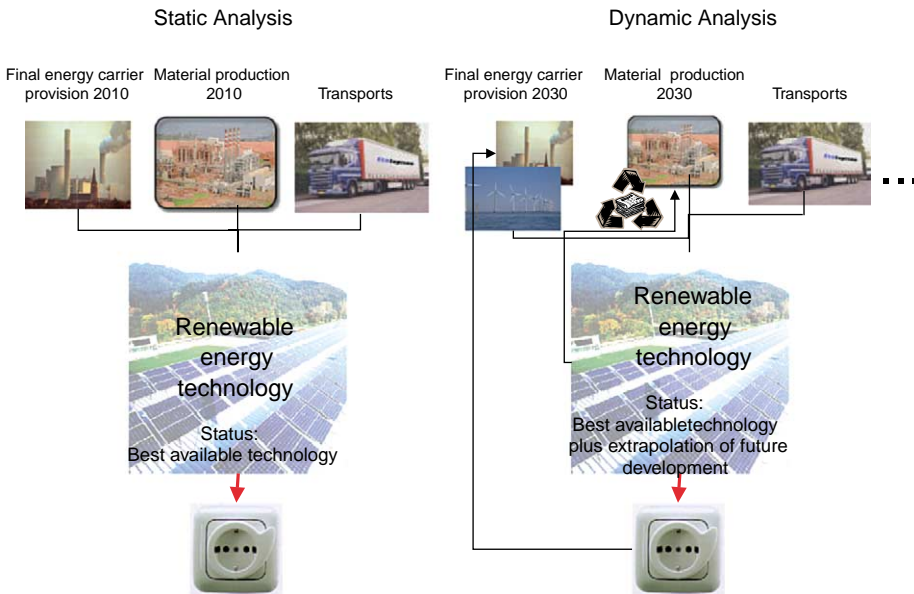 Static Analysis
Final energy carrier
provision 2010
Material production
2010
Transports
Renewable
energy
technology
Status:
Best available technology
Dynamic Analysis
Final energy carrier
provision 2030
Material production
2030
Transports
...
Renewable
energy
technology
Status:
Best availabletechnology
plus extrapolation of future
development